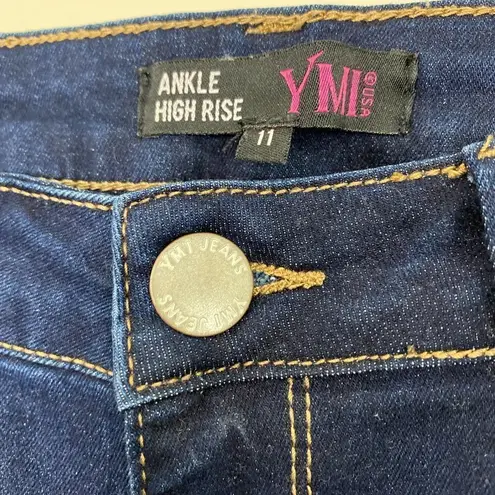 ANKLE
HIGH RISE
YMI ® USA
11
YMI JEANS
YMI JEANS